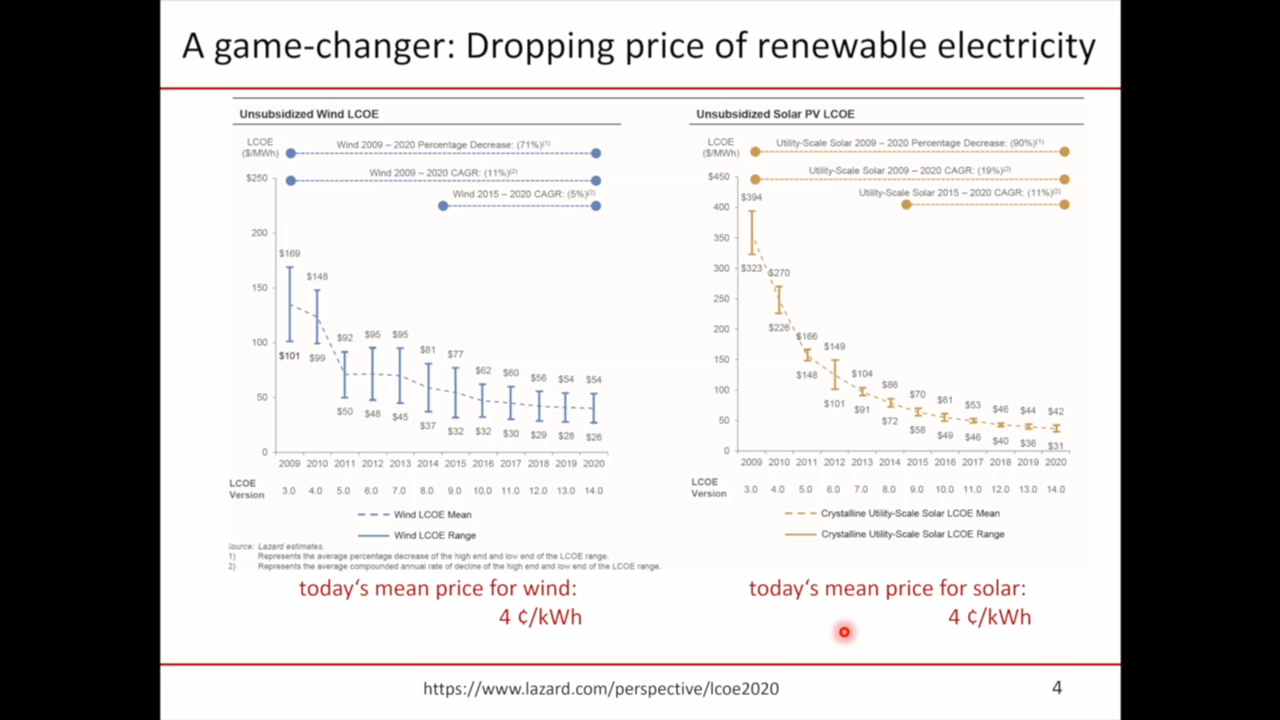 A game-changer: Dropping price of renewable electricity
Unsubsidized Wind LCOE
LCOE
($/MWh)
Wind 2009 – 2020 Percentage Decrease: (71%)(1)
Wind 2009 – 2020 CAGR: (11%)(2)
Wind 2015 – 2020 CAGR: (5%)(2)
$250
200
150
100
50
0
$169
$148
$92
$95
$95
$81
$77
$62
$60
$56
$54
$54
$101
$99
$50
$48
$45
$37
$32
$32
$30
$29
$28
$26
2009 2010 2011 2012 2013 2014 2015 2016 2017 2018 2019 2020
LCOE
Version
3.0 4.0 5.0 6.0 7.0 8.0 9.0 10.0 11.0 12.0 13.0 14.0
Wind LCOE Mean
Wind LCOE Range
Source: Lazard estimates.
1) Represents the average percentage decrease of the high end and low end of the LCOE range.
2) Represents the average compounded annual rate of decline of the high end and low end of the LCOE range.
Unsubsidized Solar PV LCOE
LCOE
($/MWh)
Utility-Scale Solar 2009 – 2020 Percentage Decrease: (90%)(1)
Utility-Scale Solar 2009 – 2020 CAGR: (19%)(2)
Utility-Scale Solar 2015 – 2020 CAGR: (11%)(2)
$450
400
350
300
250
200
150
100
50
0
$394
$270
$166
$149
$104
$86
$70
$61
$53
$46
$44
$42
$323
$226
$148
$101
$91
$72
$58
$49
$46
$40
$36
$31
2009 2010 2011 2012 2013 2014 2015 2016 2017 2018 2019 2020
LCOE
Version
3.0 4.0 5.0 6.0 7.0 8.0 9.0 10.0 11.0 12.0 13.0 14.0
Crystalline Utility-Scale Solar LCOE Mean
Crystalline Utility-Scale Solar LCOE Range
today‘s mean price for wind:
4 ¢/kWh
today‘s mean price for solar:
4 ¢/kWh
https://www.lazard.com/perspective/lcoe2020
4